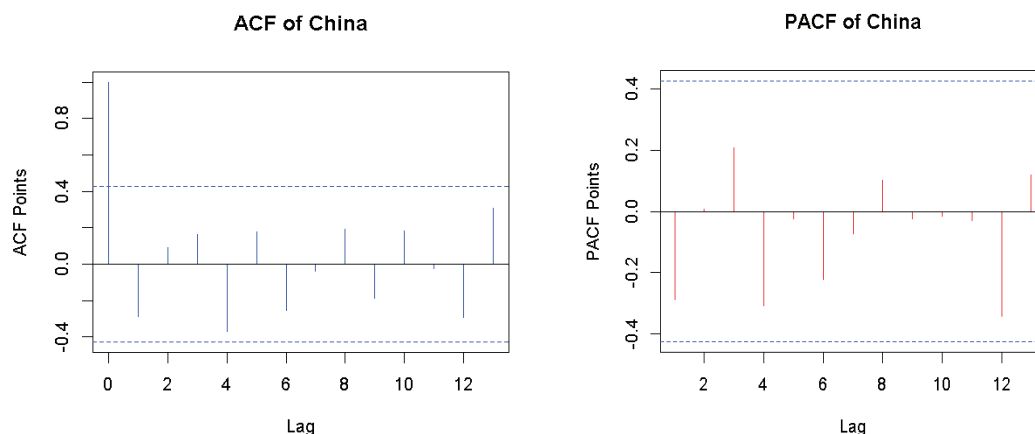 ACF of China
ACF Points
0.8
0.4
0.0
-0.4
0 2 4 6 8 10 12
Lag
PACF of China
PACF Points
0.4
0.2
0.0
-0.2
-0.4
2 4 6 8 10 12
Lag